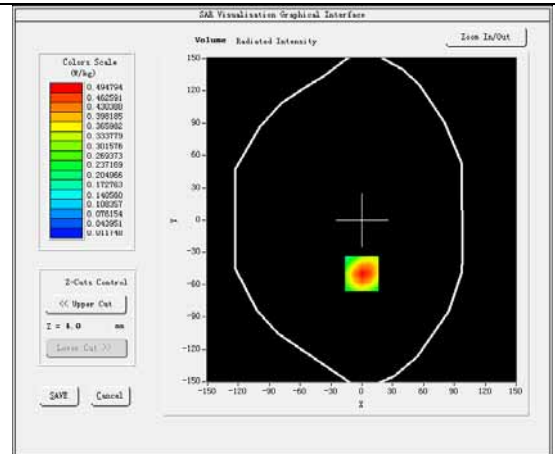 SAR Visualisation Graphical Interface
Volume Radiated Intensity
Zoom In/Out
Colors Scale
(W/kg)
0.494794
0.462591
0.430388
0.398185
0.365982
0.333779
0.301576
0.269373
0.237169
0.204966
0.172763
0.140560
0.108357
0.076154
0.043951
0.011748
150
120
90
60
30
0
-30
-60
-90
-120
-150
Y
-150 -120 -90 -60 -30 0 30 60 90 120 150
X
Z-Cuts Control
<< Upper Cut
Z = 4.0 mm
Lower Cut >>
SAVE Cancel